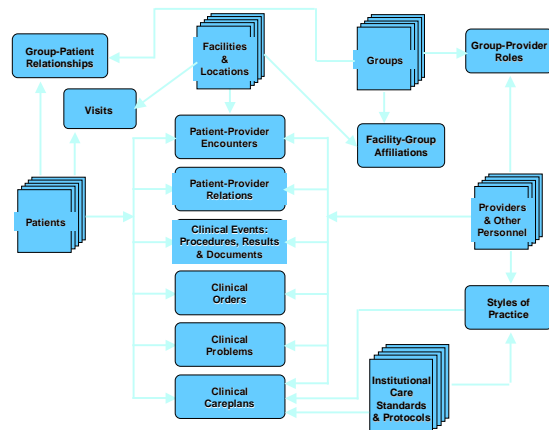 Group-Patient
Relationships
Facilities
&
Locations
Groups
Group-Provider
Roles
Visits
Patient-Provider
Encounters
Facility-Group
Affiliations
Patient-Provider
Relations
Patients
Providers
& Other
Personnel
Clinical Events:
Procedures, Results
& Documents
Clinical
Orders
Styles of
Practice
Clinical
Problems
Clinical
Careplans
Institutional
Care
Standards
& Protocols